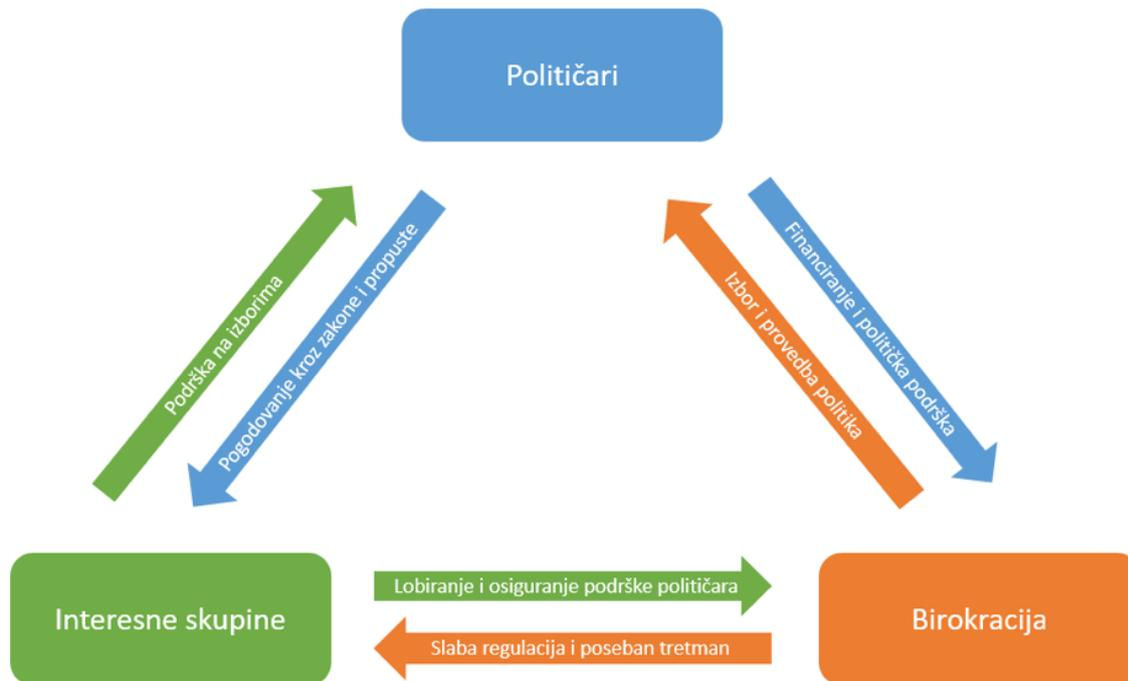 Političari
Podrška na izborima
Pogodovanje kroz zakone i propuste
Izbor i provedba politika
Financiranje i politička podrška
Interesne skupine
Lobiranje i osiguranje podrške političara
Slaba regulacija i poseban tretman
Birokracija